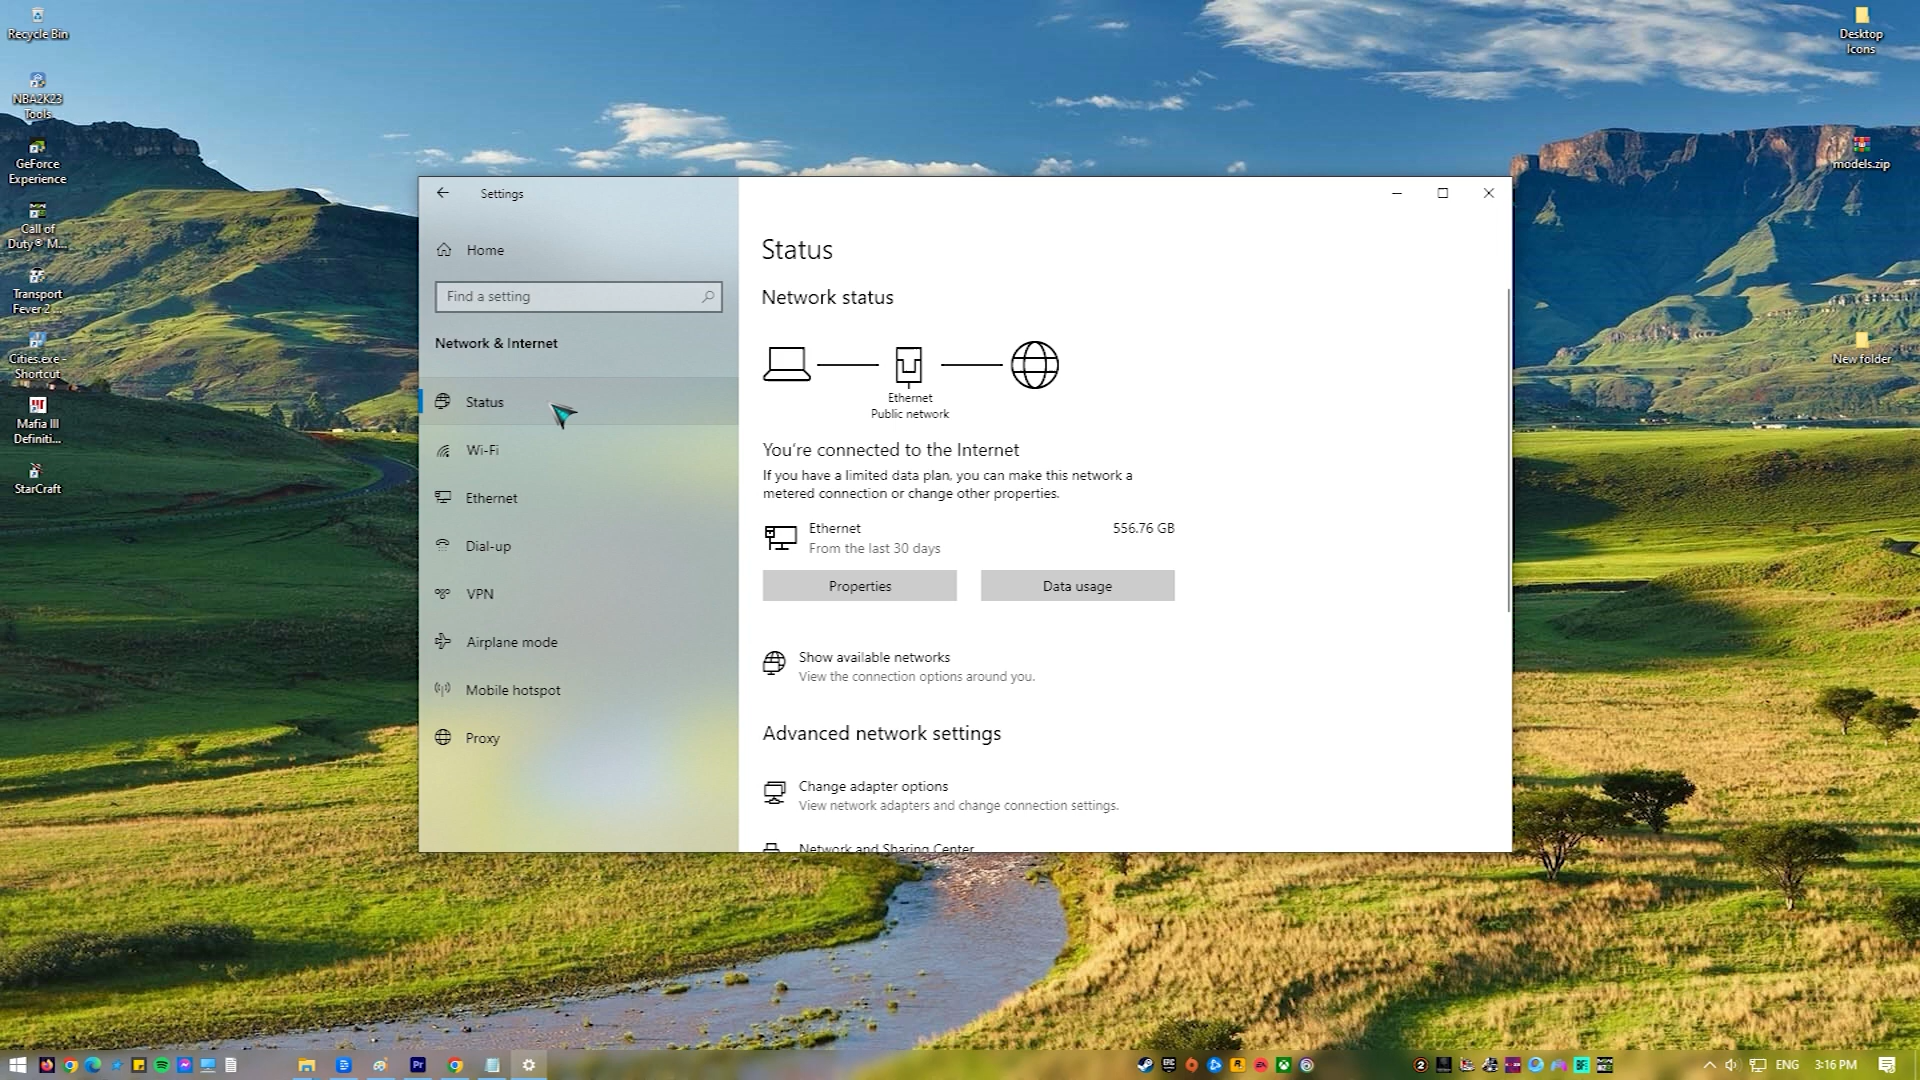 Recycle Bin
NBA2K23
Tools
GeForce
Experience
Call of
Duty® M...
Transport
Fever 2 ...
Cities.exe -
Shortcut
Mafia III
Definiti...
StarCraft
Desktop
Icons
models.zip
New folder
Settings
Home
Find a setting
Network & Internet
Status
Wi-Fi
Ethernet
Dial-up
VPN
Airplane mode
Mobile hotspot
Proxy
Status
Network status
Ethernet
Public network
You're connected to the Internet
If you have a limited data plan, you can make this network a
metered connection or change other properties.
Ethernet 556.76 GB
From the last 30 days
Properties Data usage
Show available networks
View the connection options around you.
Advanced network settings
Change adapter options
View network adapters and change connection settings.
Network and Sharing Center
Pr
EPIC
EA
ENG 3:16 PM